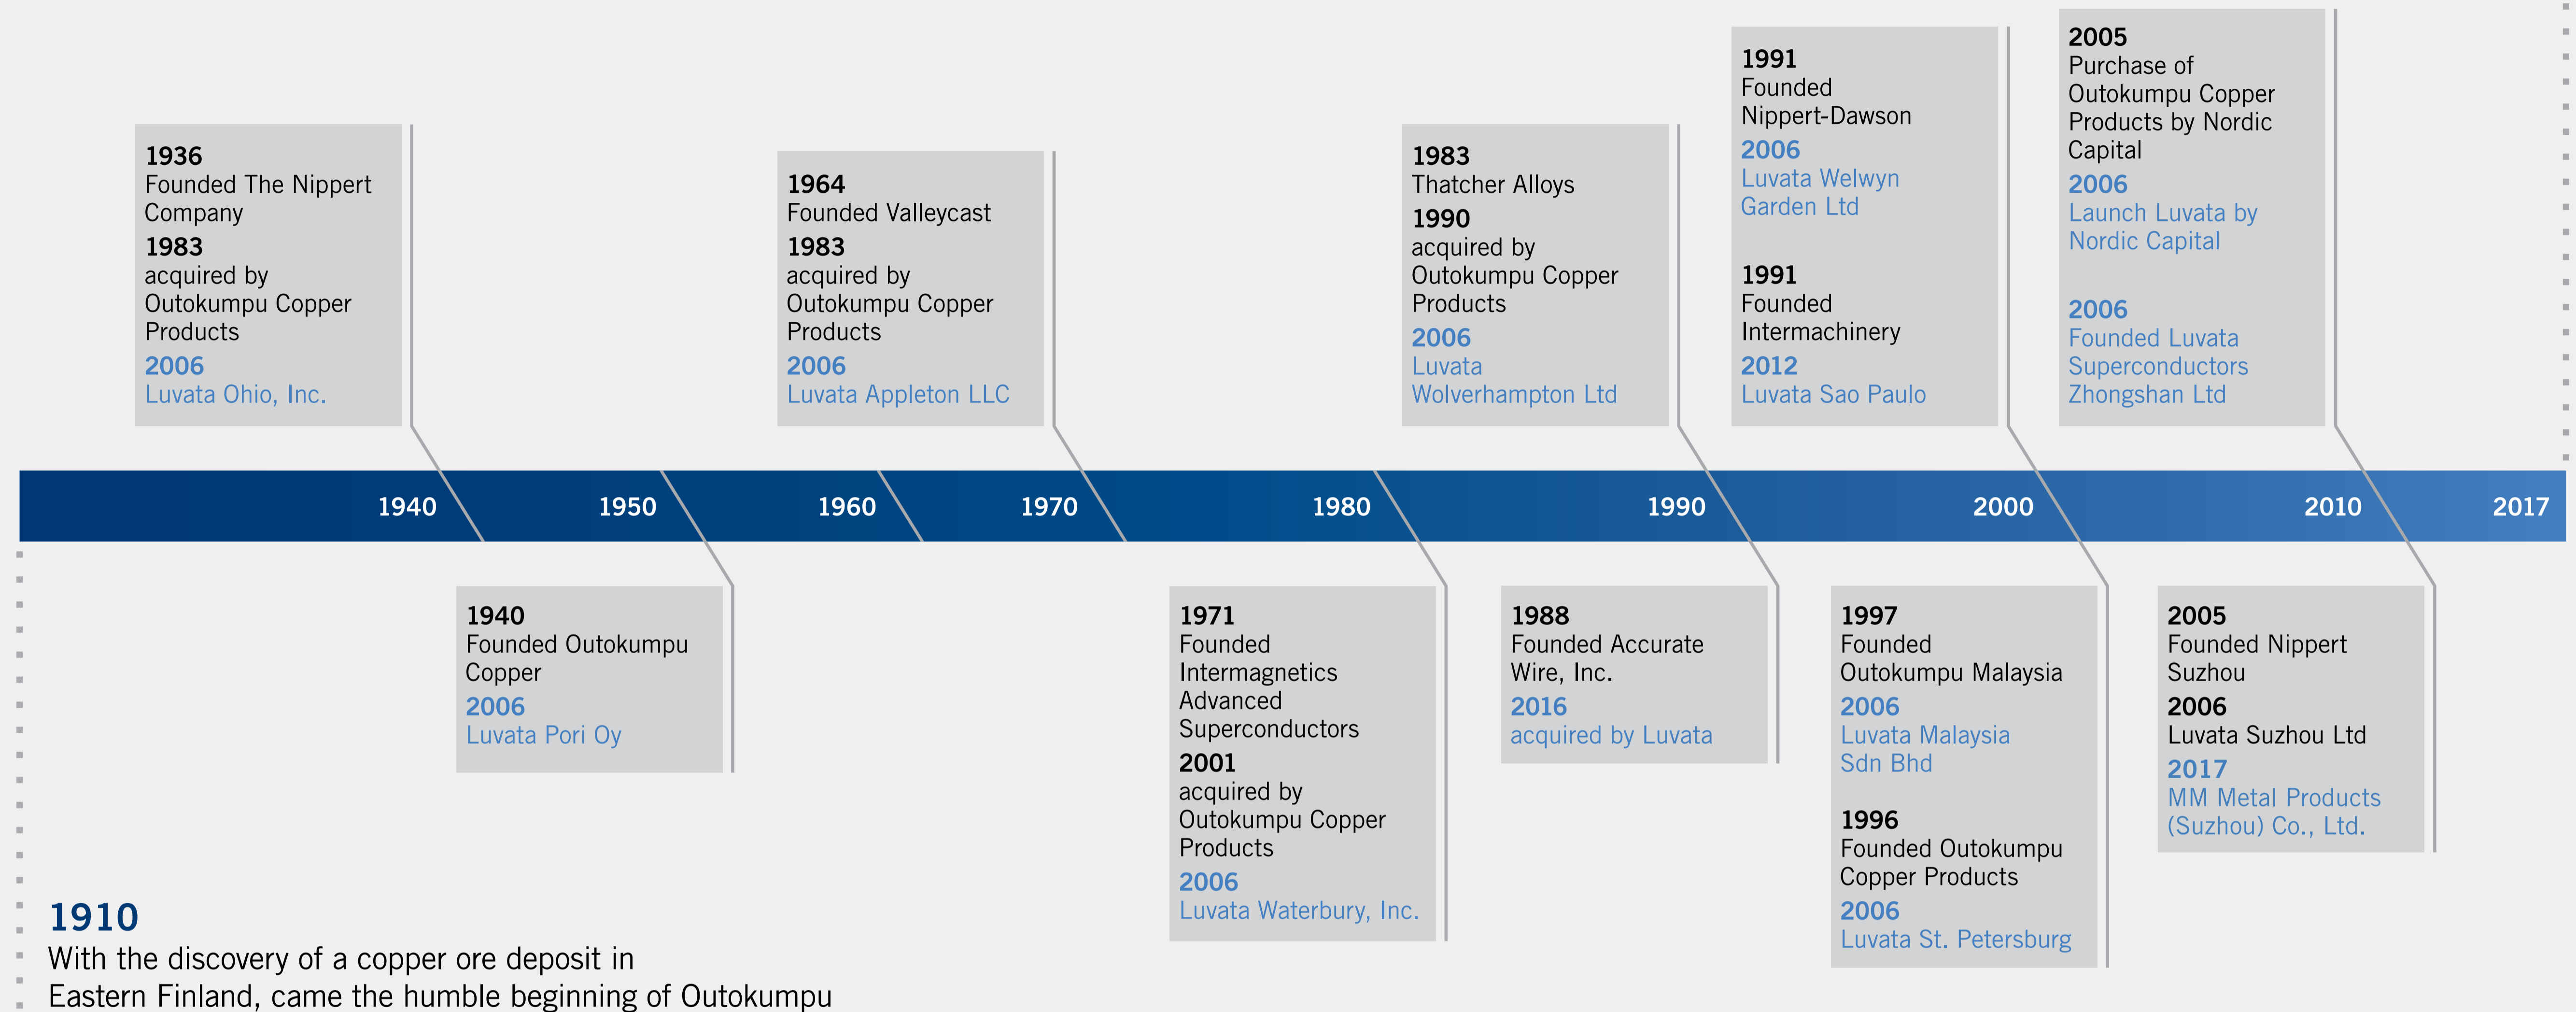 1936
Founded The Nippert
Company
1983
acquired by
Outokumpu Copper
Products
2006
Luvata Ohio, Inc.
1964
Founded Valleycast
1983
acquired by
Outokumpu Copper
Products
2006
Luvata Appleton LLC
1983
Thatcher Alloys
1990
acquired by
Outokumpu Copper
Products
2006
Luvata
Wolverhampton Ltd
1991
Founded
Nippert-Dawson
2006
Luvata Welwyn
Garden Ltd
1991
Founded
Intermachinery
2012
Luvata Sao Paulo
2005
Purchase of
Outokumpu Copper
Products by Nordic
Capital
2006
Launch Luvata by
Nordic Capital
2006
Founded Luvata
Superconductors
Zhongshan Ltd
1940 1950 1960 1970 1980 1990 2000 2010 2017
1940
Founded Outokumpu
Copper
2006
Luvata Pori Oy
1971
Founded
Intermagnetics
Advanced
Superconductors
2001
acquired by
Outokumpu Copper
Products
2006
Luvata Waterbury, Inc.
1988
Founded Accurate
Wire, Inc.
2016
acquired by Luvata
1997
Founded
Outokumpu Malaysia
2006
Luvata Malaysia
Sdn Bhd
1996
Founded Outokumpu
Copper Products
2006
Luvata St. Petersburg
2005
Founded Nippert
Suzhou
2006
Luvata Suzhou Ltd
2017
MM Metal Products
(Suzhou) Co., Ltd.
1910
With the discovery of a copper ore deposit in
Eastern Finland, came the humble beginning of Outokumpu